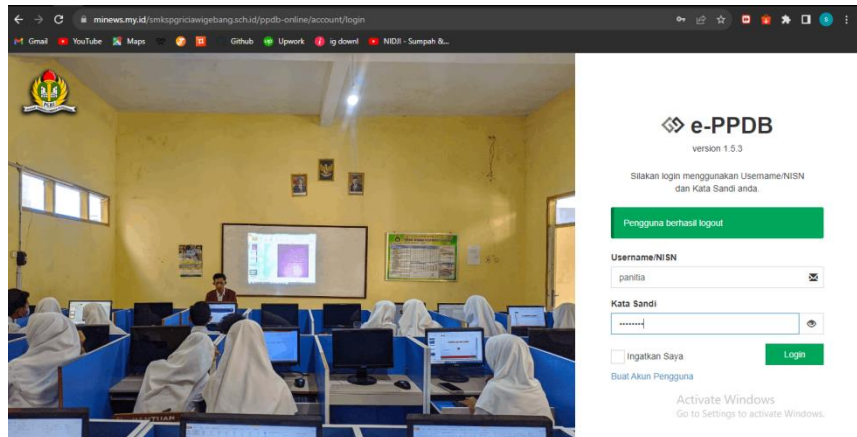 minews.my.id/smkspgriciawigebang.sch.id/ppdb-online/account/login
Gmail YouTube Maps Github Upwork ig downl NIDJI - Sumpah &...
PGRI
e-PPDB
version 1.5.3
Silakan login menggunakan Username/NISN
dan Kata Sandi anda.
Pengguna berhasil logout
Username/NISN
panitia
Kata Sandi
........
Ingatkan Saya
Login
Buat Akun Pengguna
Activate Windows
Go to Settings to activate Windows.